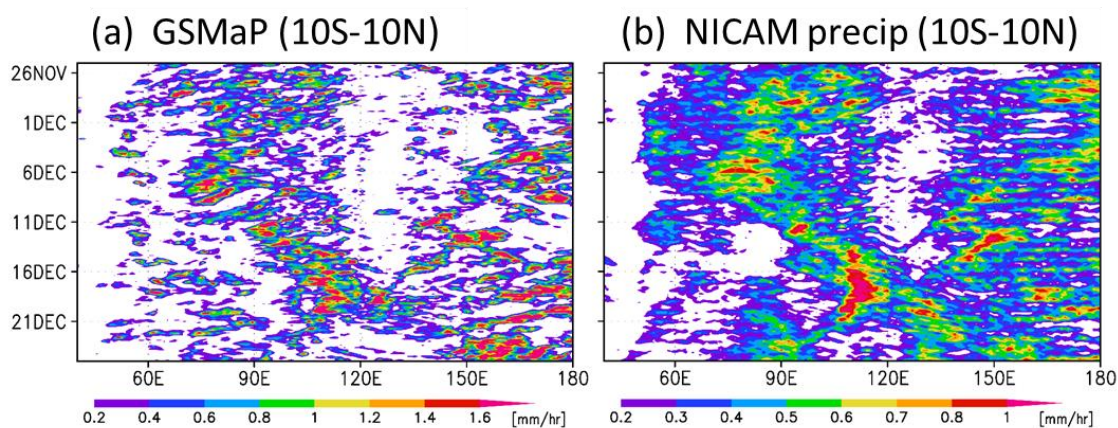 (a) GSMaP (10S-10N)
(b) NICAM precip (10S-10N)
26NOV
1DEC
6DEC
11DEC
16DEC
21DEC
60E 90E 120E 150E 180
60E 90E 120E 150E 180
0.2 0.4 0.6 0.8 1 1.2 1.4 1.6 [mm/hr]
0.2 0.3 0.4 0.5 0.6 0.7 0.8 1 [mm/hr]